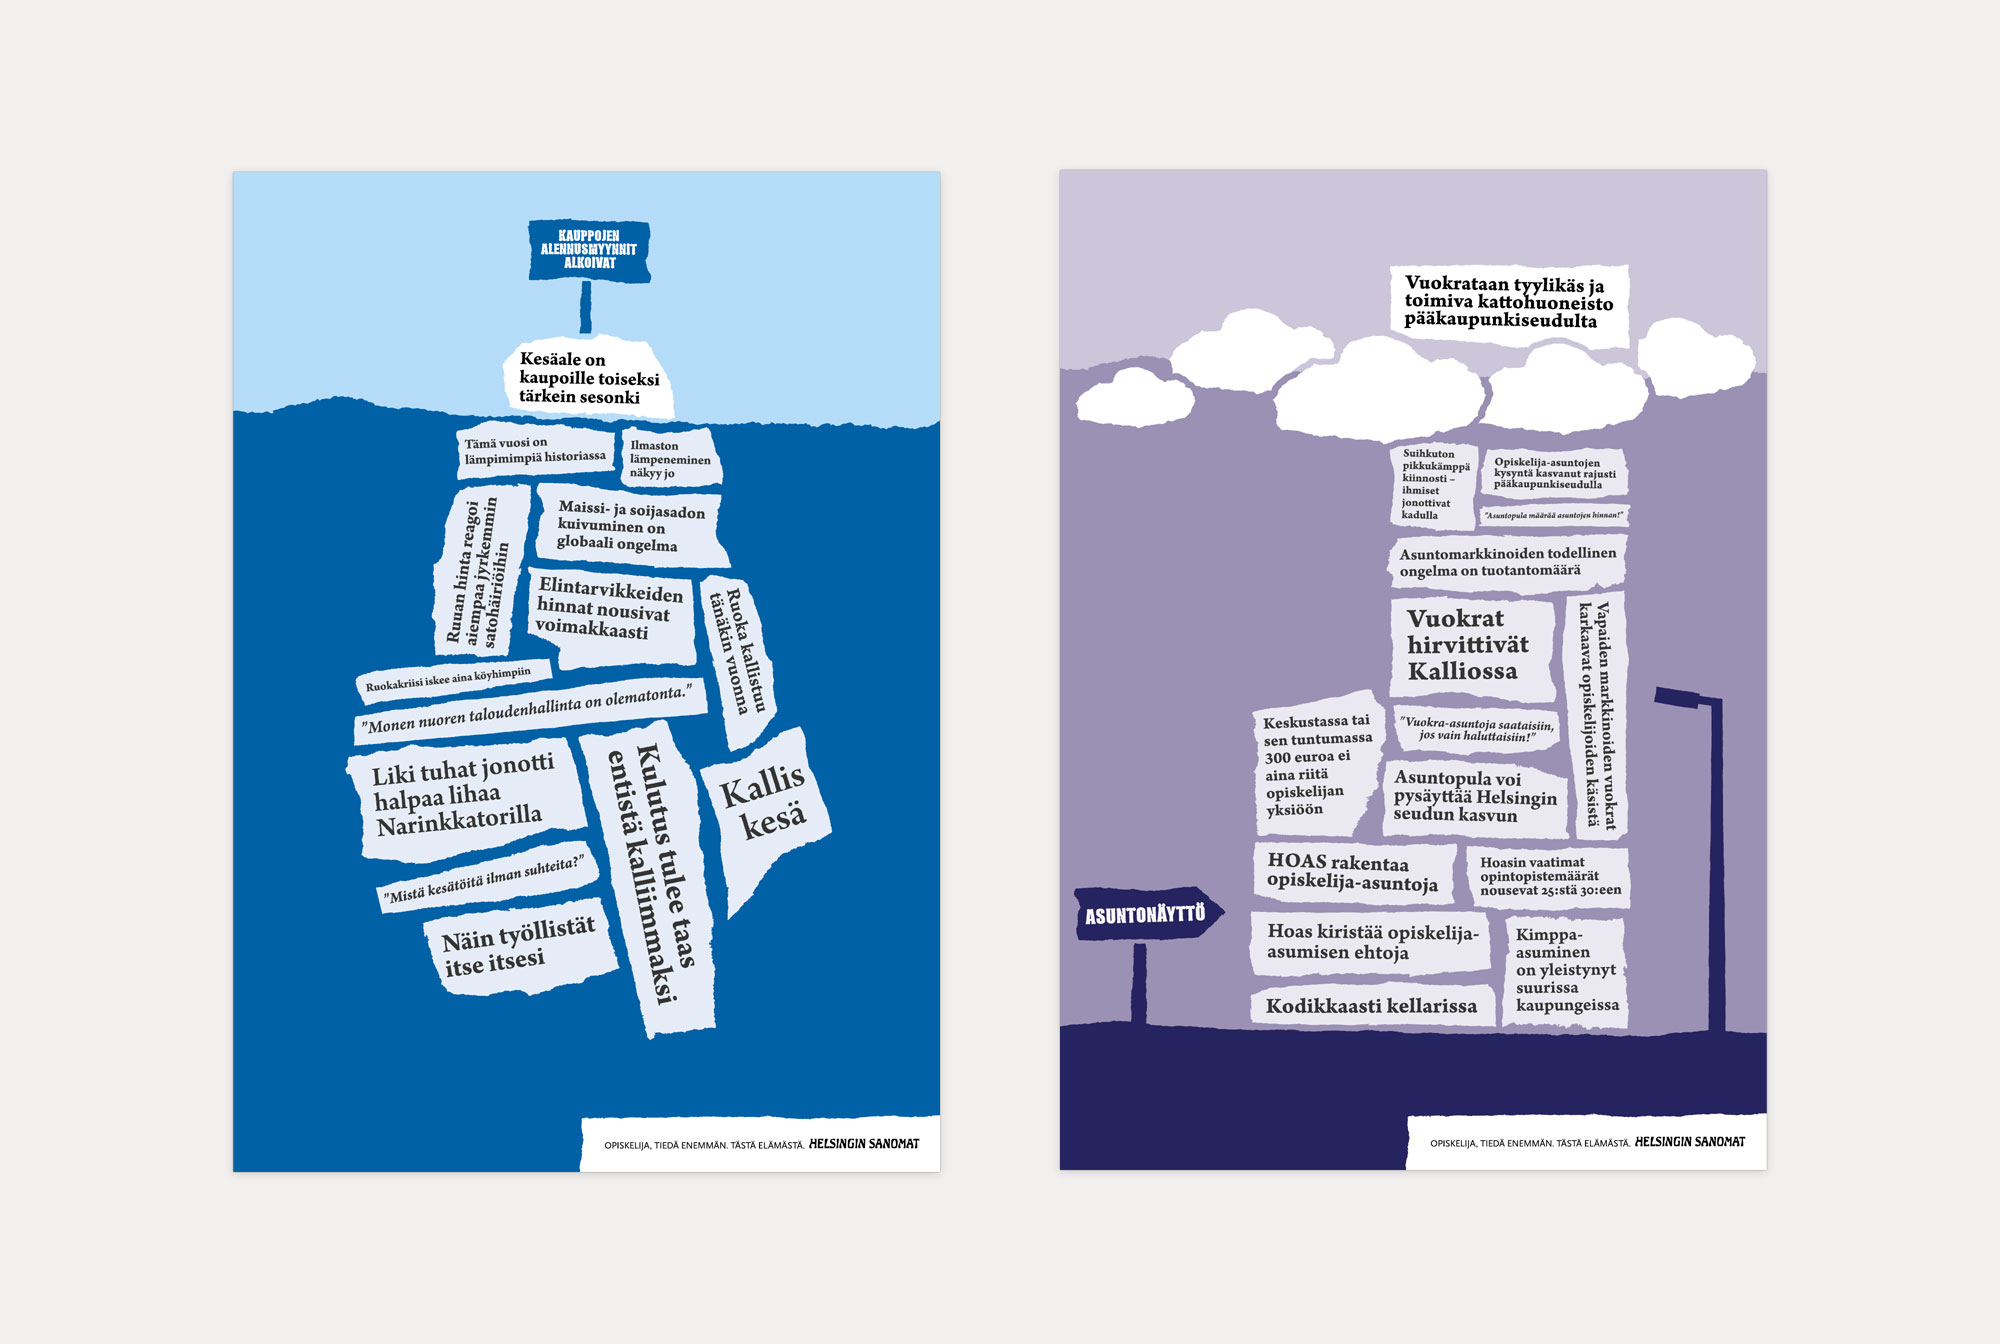 KAUPPOJEN
ALENNUSMYYNNIT
ALKOIVAT
Kesäale on
kaupoille toiseksi
tärkein sesonki
Tämä vuosi on
lämpimimpiä historiassa
Ilmaston
lämpeneminen
näkyy jo
Ruuan hinta reagoi
aiempaa jyrkemmin
satohäiriöihin
Maissi- ja soijasadon
kuivuminen on
globaali ongelma
Elintarvikkeiden
hinnat nousivat
voimakkaasti
Ruoka kallistuu
tänäkin vuonna
Ruokakriisi iskee aina köyhimpiin
”Monen nuoren taloudenhallinta on olematonta.”
Liki tuhat jonotti
halpaa lihaa
Narinkkatorilla
Kulutus tulee taas
entistä kalliimmaksi
Kallis
kesä
”Mistä kesätöitä ilman suhteita?”
Näin työllistät
itse itsesi
OPISKELIJA, TIEDÄ ENEMMÄN. TÄSTÄ ELÄMÄSTÄ. HELSINGIN SANOMAT
Vuokrataan tyylikäs ja
toimiva kattohuoneisto
pääkaupunkiseudulta
Suihkuton
pikkukämppä
kiinnosti –
ihmiset
jonottivat
kadulla
Opiskelija-asuntojen
kysyntä kasvanut rajusti
pääkaupunkiseudulla
”Asuntopula määrää asuntojen hinnan!”
Asuntomarkkinoiden todellinen
ongelma on tuotantomäärä
Vuokrat
hirvittivät
Kalliossa
Vapaiden markkinoiden vuokrat
karkaavat opiskelijoiden käsistä
Keskustassa tai
sen tuntumassa
300 euroa ei
aina riitä
opiskelijan
yksiöön
”Vuokra-asuntoja saataisiin,
jos vain haluttaisiin!”
Asuntopula voi
pysäyttää Helsingin
seudun kasvun
HOAS rakentaa
opiskelija-asuntoja
Hoasin vaatimat
opintopistemäärät
nousevat 25:stä 30:een
ASUNTONÄYTTÖ
Hoas kiristää opiskelija-
asumisen ehtoja
Kimppa-
asuminen
on yleistynyt
suurissa
kaupungeissa
Kodikkaasti kellarissa
OPISKELIJA, TIEDÄ ENEMMÄN. TÄSTÄ ELÄMÄSTÄ. HELSINGIN SANOMAT